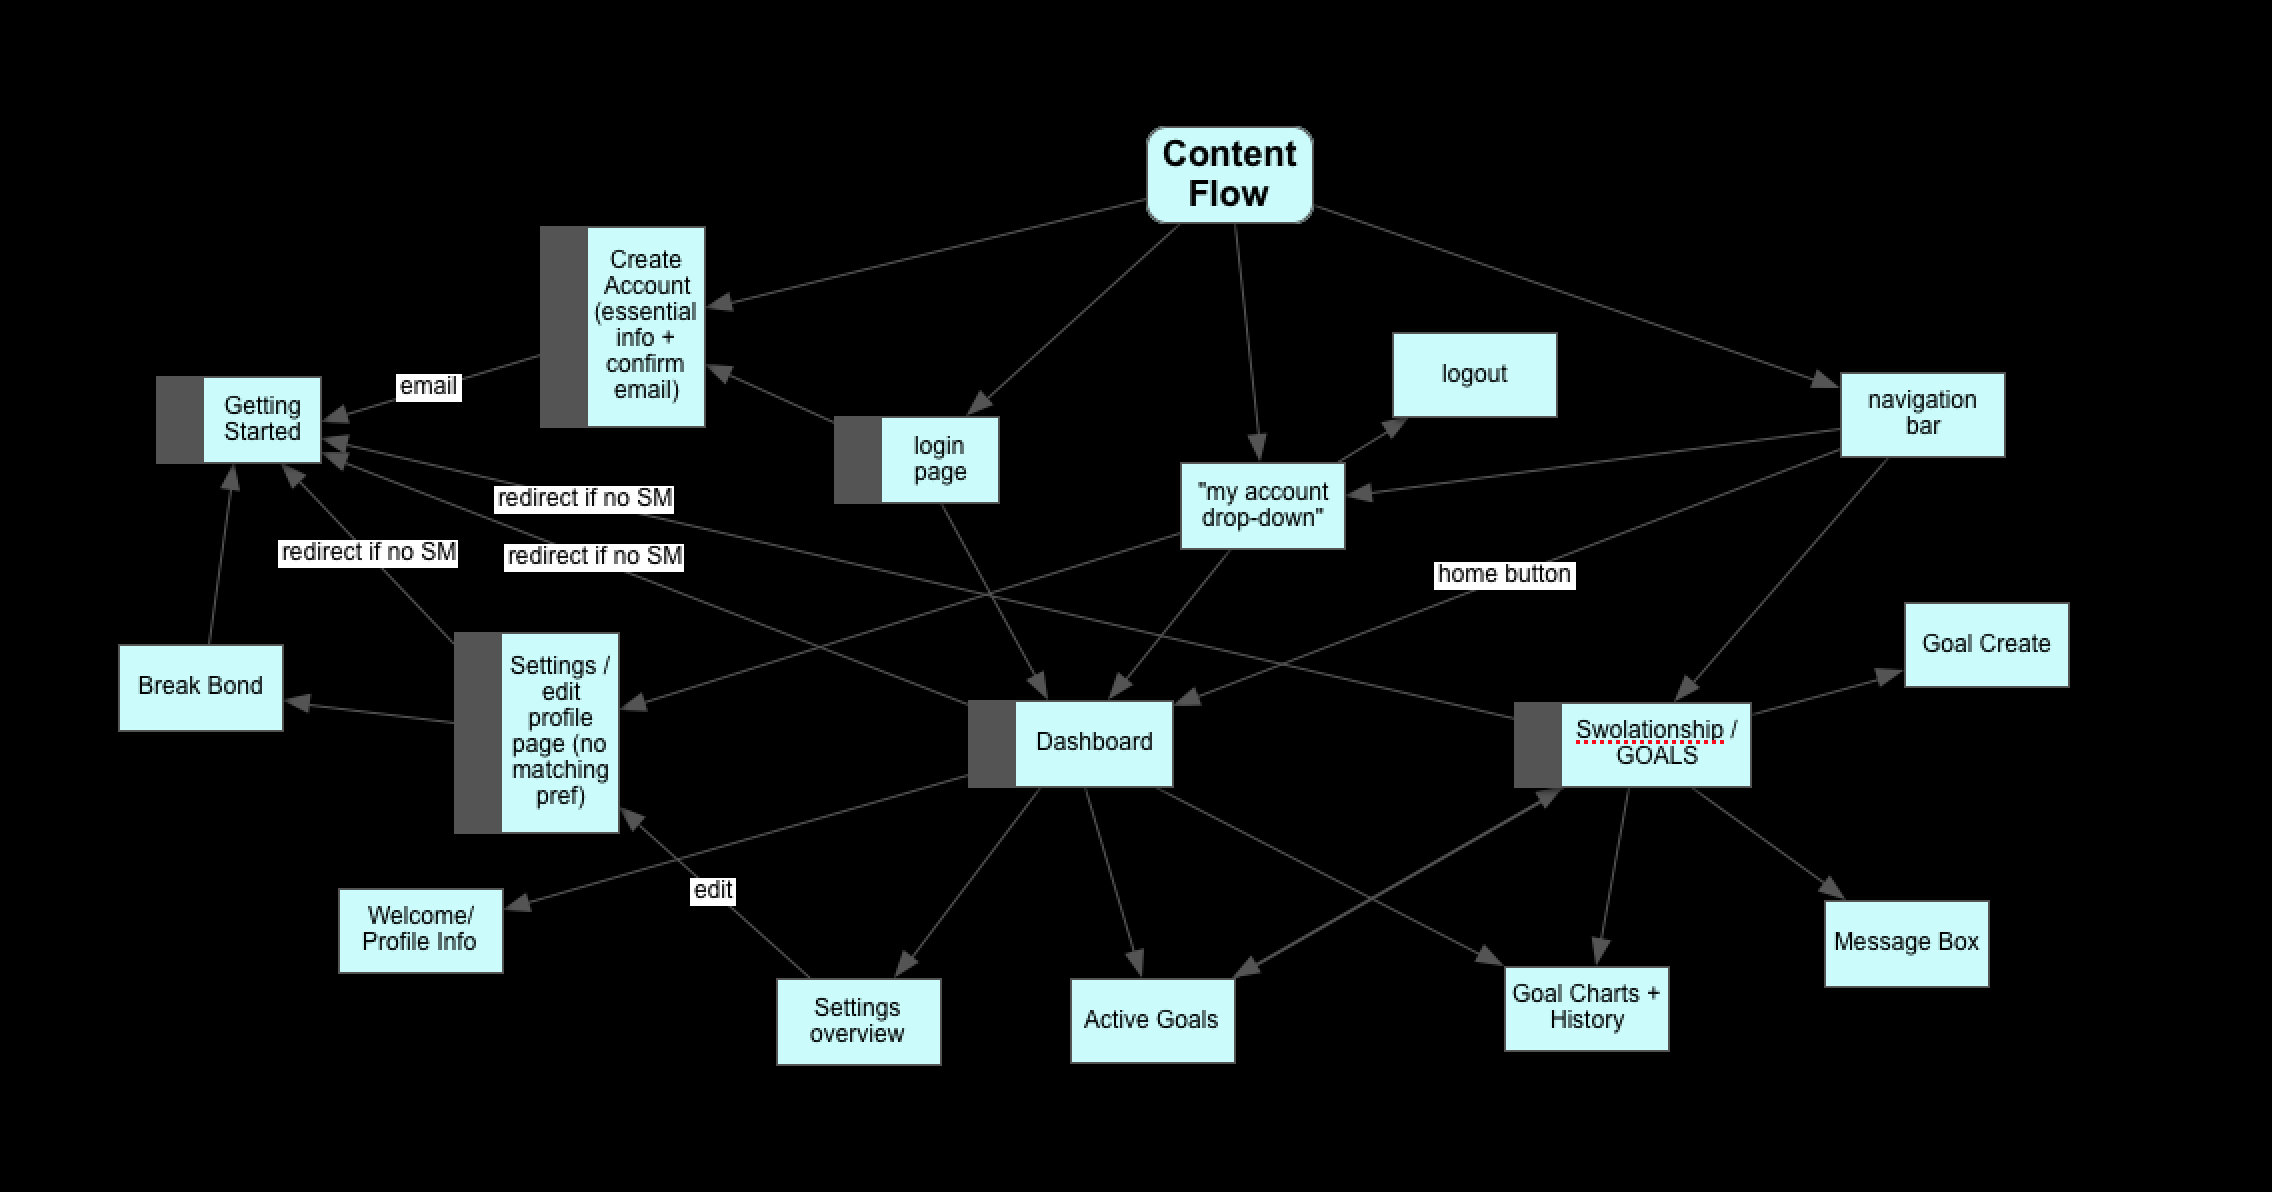 Content
Flow
Create
Account
(essential
info +
confirm
email)
logout
email
Getting
Started
navigation
bar
login
page
"my account
drop-down"
redirect if no SM
redirect if no SM
redirect if no SM
home button
Goal Create
Break Bond
Settings /
edit
profile
page (no
matching
pref)
Dashboard
Swolationship /
GOALS
edit
Welcome/
Profile Info
Message Box
Settings
overview
Active Goals
Goal Charts +
History